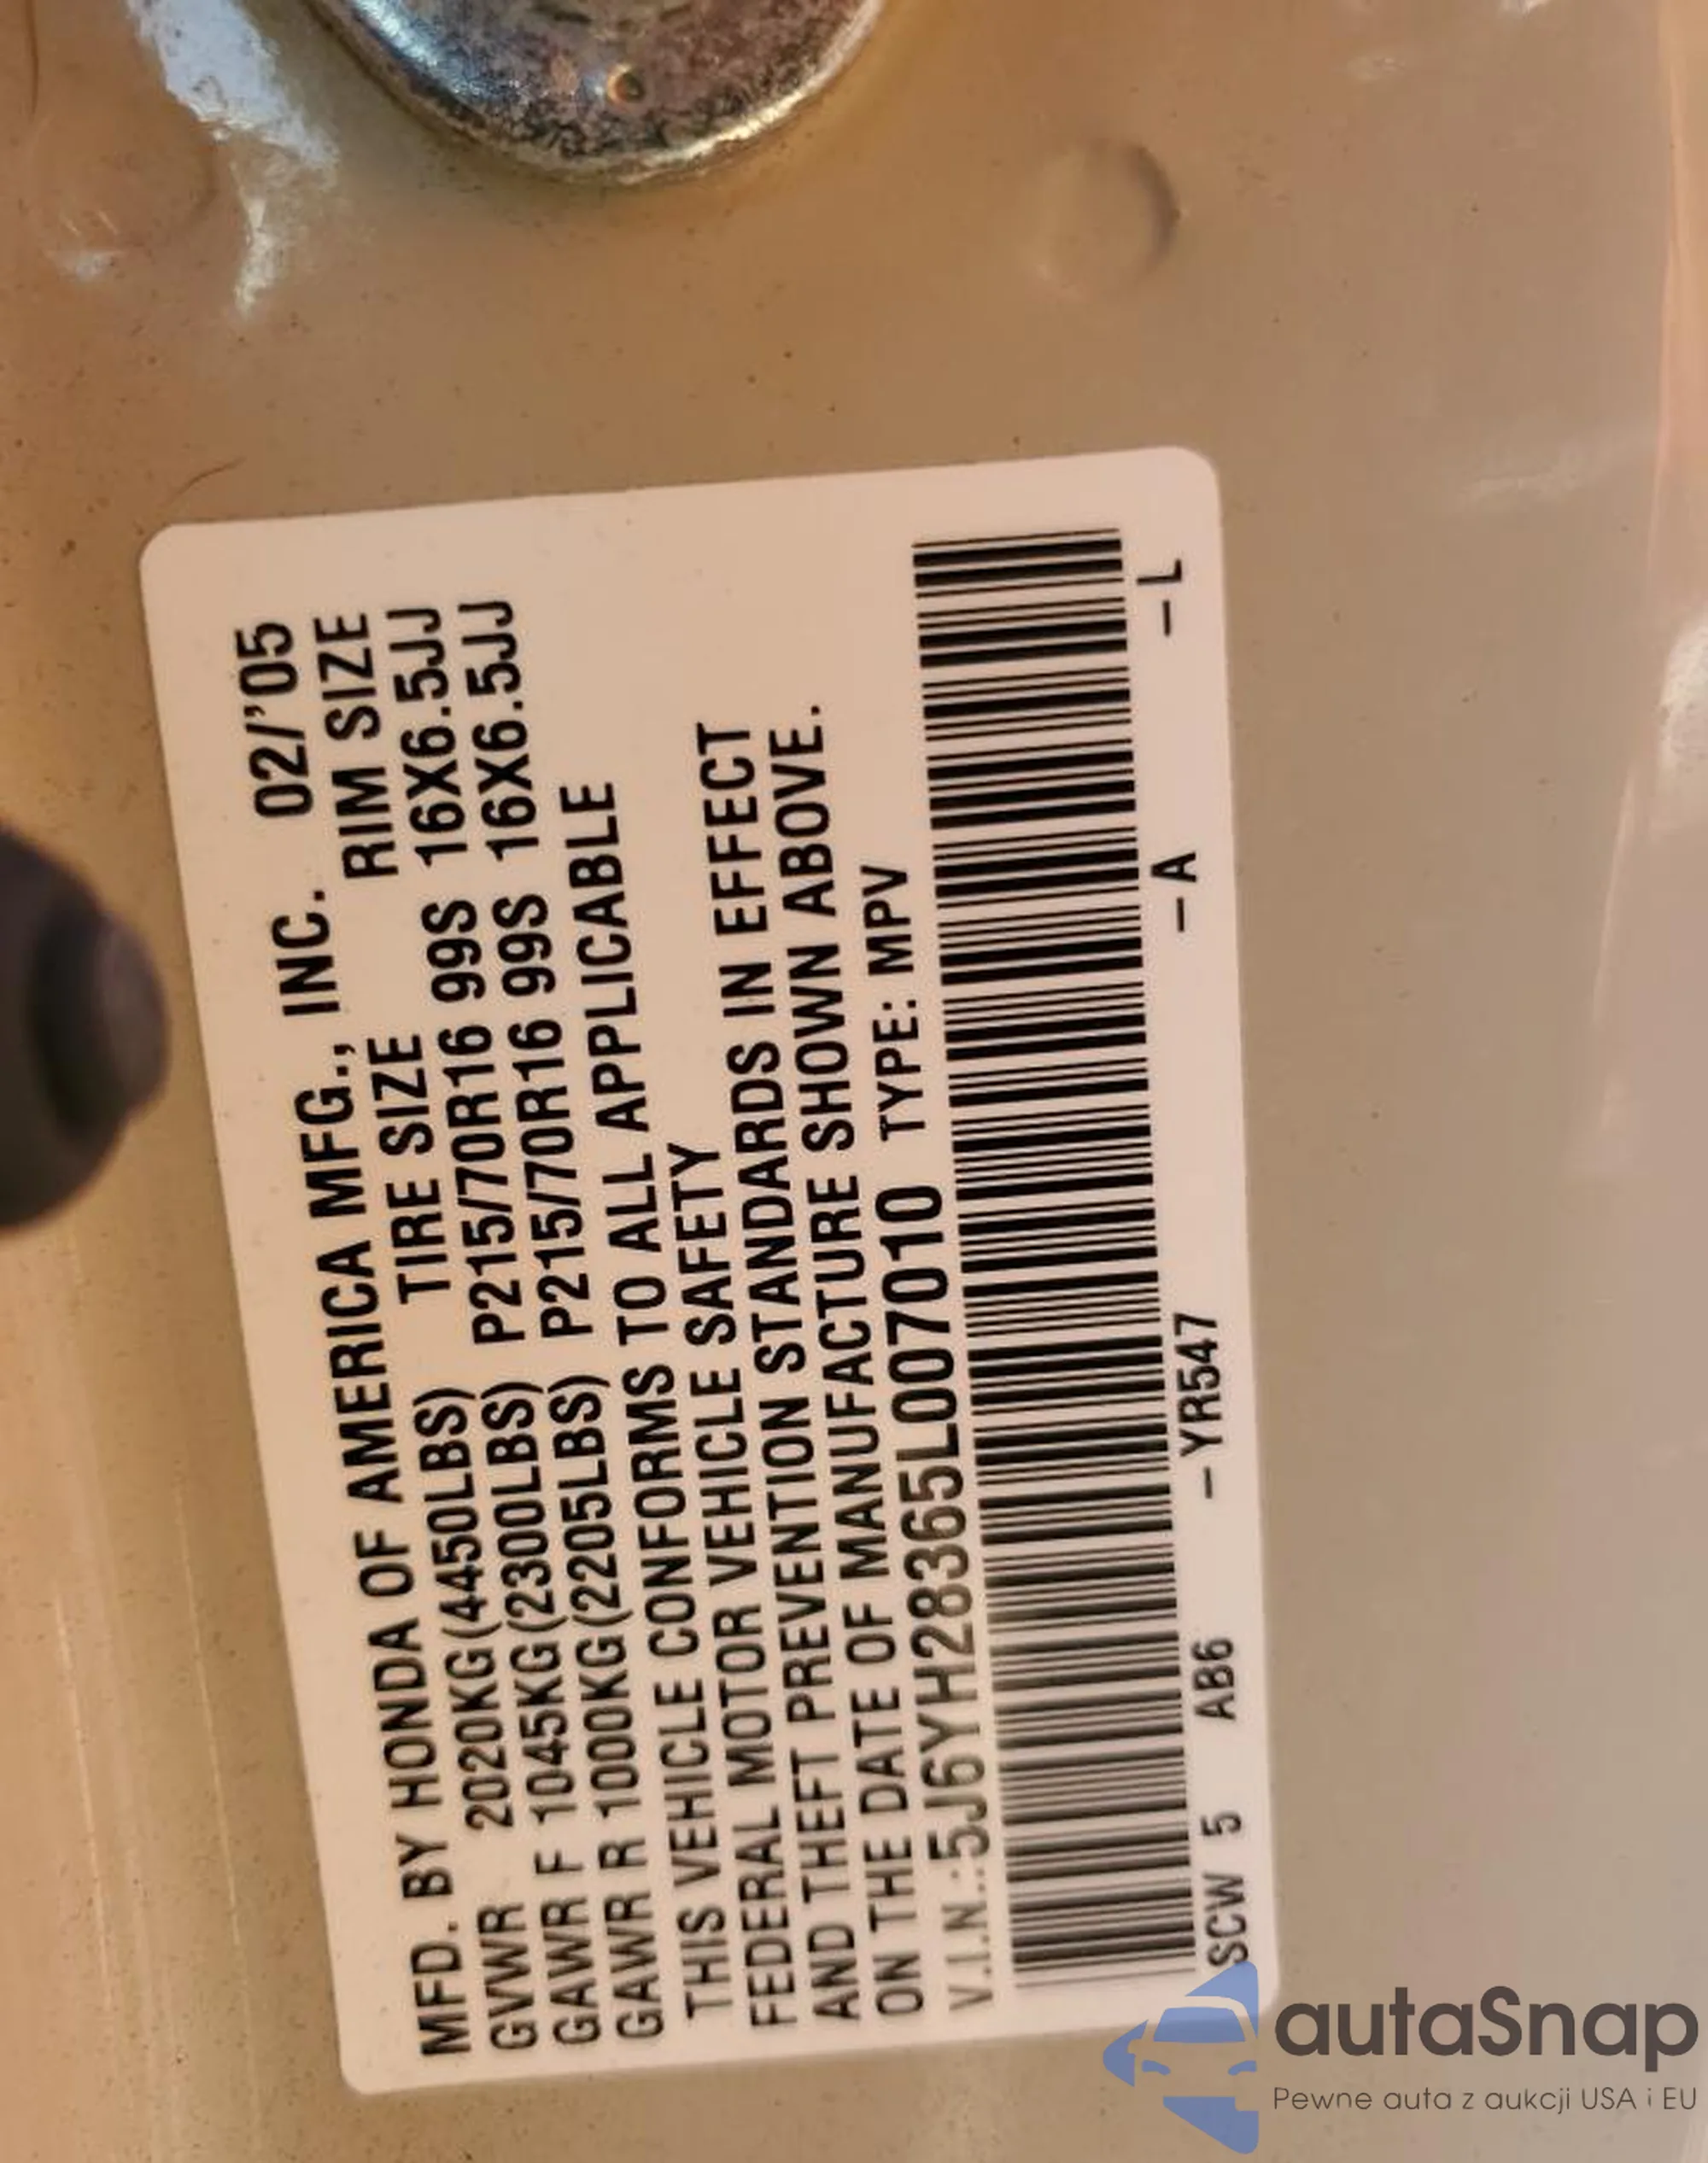 MFD. BY HONDA OF AMERICA MFG., INC. 02/'05
GVWR 2020KG(4450LBS) TIRE SIZE RIM SIZE
GAWR F 1045KG(2300LBS) P215/70R16 99S 16X6.5JJ
GAWR R 1000KG(2205LBS) P215/70R16 99S 16X6.5JJ
THIS VEHICLE CONFORMS TO ALL APPLICABLE
FEDERAL MOTOR VEHICLE SAFETY
AND THEFT PREVENTION STANDARDS IN EFFECT
ON THE DATE OF MANUFACTURE SHOWN ABOVE.
V.I.N.:5J6YH28365L007010 TYPE: MPV
SCW 5 AB6 -YR547 -A -L
autaSnap
Pewne auta z aukcji USA i EU